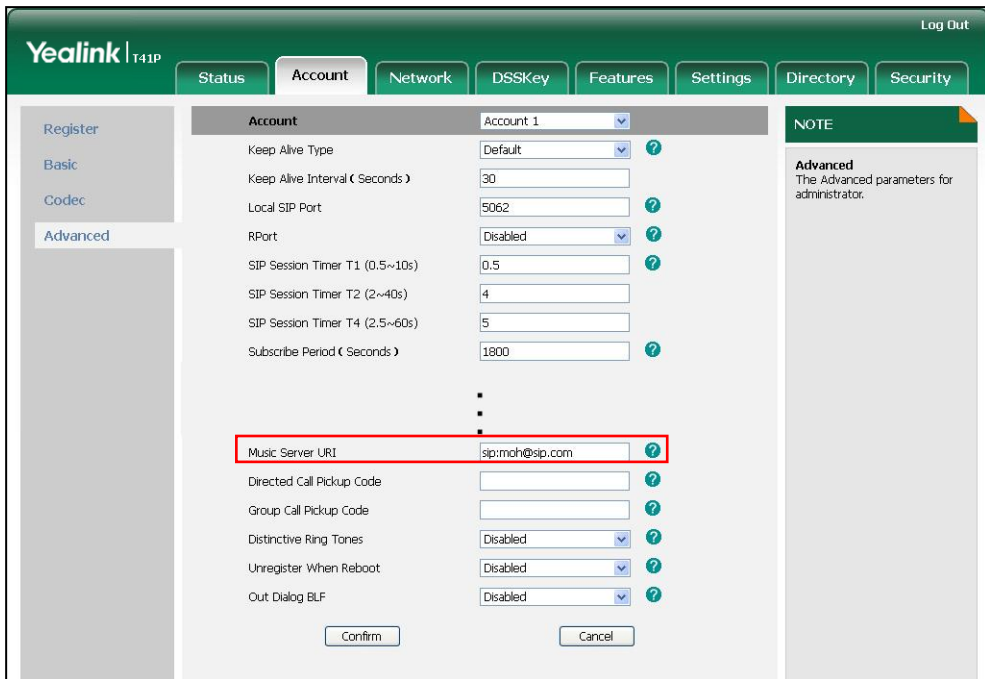 Log Out
Yealink T41P
Status Account Network DSSKey Features Settings Directory Security
Register
Basic
Codec
Advanced
Account Account 1
Keep Alive Type Default ?
Keep Alive Interval(Seconds) 30
Local SIP Port 5062 ?
RPort Disabled ?
SIP Session Timer T1 (0.5~10s) 0.5 ?
SIP Session Timer T2 (2~40s) 4
SIP Session Timer T4 (2.5~60s) 5
Subscribe Period(Seconds) 1800 ?
Music Server URI sip:moh@sip.com ?
Directed Call Pickup Code ?
Group Call Pickup Code ?
Distinctive Ring Tones Disabled ?
Unregister When Reboot Disabled ?
Out Dialog BLF Disabled ?
Confirm Cancel
NOTE
Advanced
The Advanced parameters for
administrator.